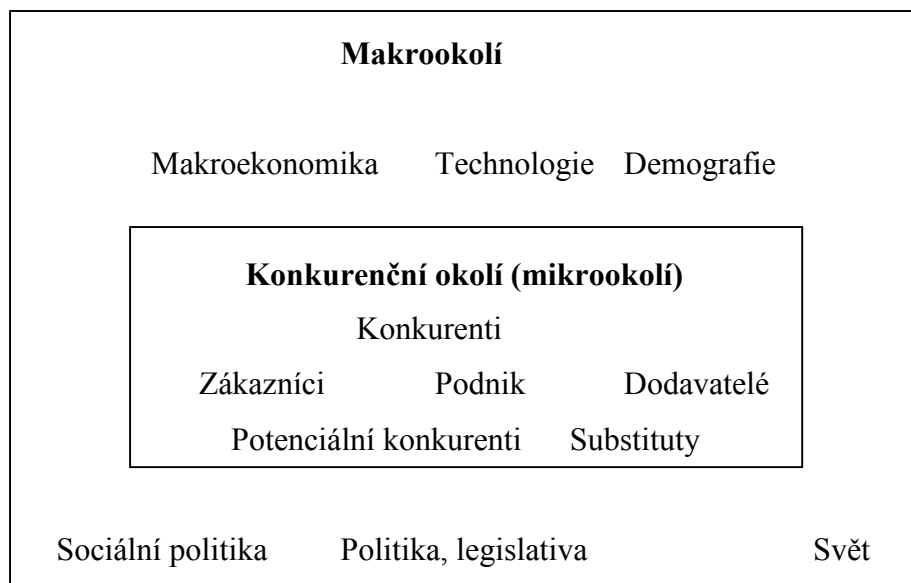 Makrookolí
Makroekonomika Technologie Demografie
Konkurenční okolí (mikrookolí)
Konkurenti
Zákazníci Podnik Dodavatelé
Potenciální konkurenti Substituty
Sociální politika Politika, legislativa Svět